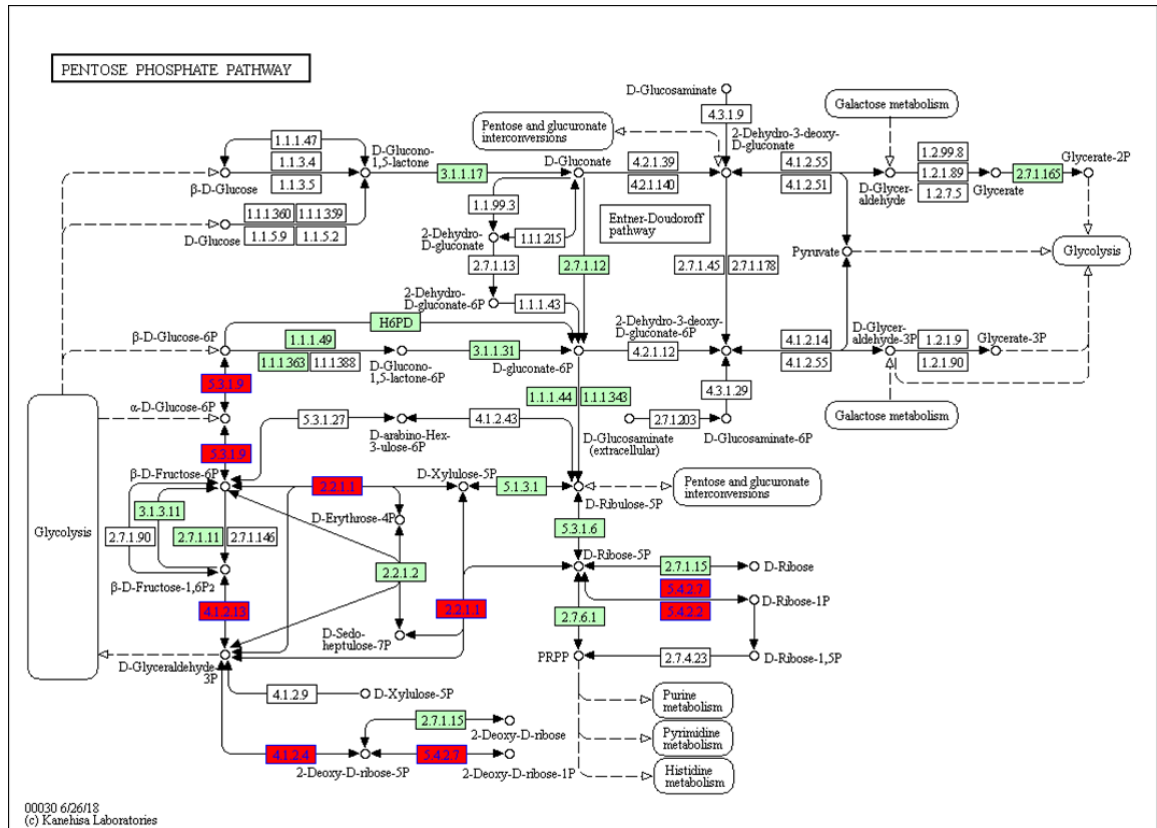 PENTOSE PHOSPHATE PATHWAY
D-Glucosaminate
4.3.1.9
Galactose metabolism
Pentose and glucuronate
interconversions
2-Dehydro-3-deoxy-
D-gluconate
1.1.1.47
D-Glucono-
1,5-lactone
D-Gluconate
1.1.3.4
3.1.1.17
4.2.1.39
4.1.2.55
1.2.99.8
Glycerate-2P
β-D-Glucose
1.1.3.5
4.2.1.140
4.1.2.51
D-Glycer-
aldehyde
1.2.1.89
Glycerate
2.7.1.165
1.2.7.5
1.1.99.3
1.1.1.360
1.1.1.359
Entner-Doudoroff
pathway
D-Glucose
1.1.5.9
1.1.5.2
2-Dehydro-
D-gluconate
1.1.1.215
Pyruvate
Glycolysis
2.7.1.13
2.7.1.12
2.7.1.45
2.7.1.178
2-Dehydro-
D-gluconate-6P
1.1.1.43
H6PD
2-Dehydro-3-deoxy-
D-gluconate-6P
β-D-Glucose-6P
1.1.1.49
4.1.2.14
D-Glycer-
aldehyde-3P
1.2.1.9
Glycerate-3P
1.1.1.363
1.1.1.388
D-Glucono-
1,5-lactone-6P
3.1.1.31
D-gluconate-6P
4.2.1.12
4.1.2.55
1.2.1.90
5.3.1.9
4.3.1.29
1.1.1.44
1.1.1.343
α-D-Glucose-6P
5.3.1.27
D-arabino-Hex-
3-ulose-6P
4.1.2.43
D-Glucosaminate
(extracellular)
2.7.1.203
D-Glucosaminate-6P
Galactose metabolism
5.3.1.9
β-D-Fructose-6P
2.2.1.1
D-Xylulose-5P
5.1.3.1
D-Ribulose-5P
Pentose and glucuronate
interconversions
3.1.3.11
D-Erythrose-4P
Glycolysis
2.7.1.90
2.7.1.11
2.7.1.146
5.3.1.6
D-Ribose-5P
2.2.1.2
2.7.1.15
D-Ribose
β-D-Fructose-1,6P2
5.4.2.7
D-Ribose-1P
4.1.2.13
2.2.1.1
5.4.2.2
2.7.6.1
D-Sedo-
heptulose-7P
D-Glyceraldehyde-
3P
PRPP
2.7.4.23
D-Ribose-1,5P
4.1.2.9
D-Xylulose-5P
Purine
metabolism
2.7.1.15
2-Deoxy-D-ribose
Pyrimidine
metabolism
4.1.2.4
5.4.2.7
2-Deoxy-D-ribose-5P
2-Deoxy-D-ribose-1P
Histidine
metabolism
00030 6/26/18
(c) Kanehisa Laboratories